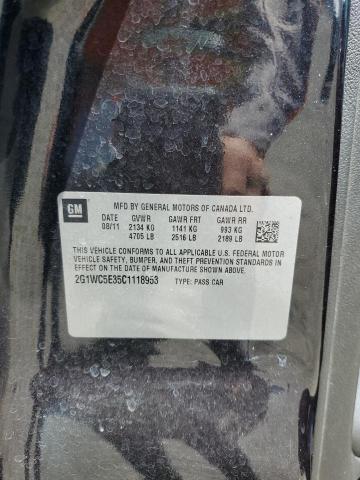 GM
MFD BY GENERAL MOTORS OF CANADA LTD.
DATE GVWR GAWR FRT GAWR RR
08/11 2134 KG 1141 KG 993 KG
4705 LB 2516 LB 2189 LB
THIS VEHICLE CONFORMS TO ALL APPLICABLE U.S. FEDERAL MOTOR
VEHICLE SAFETY, BUMPER, AND THEFT PREVENTION STANDARDS IN
EFFECT ON THE DATE OF MANUFACTURE SHOWN ABOVE.
2G1WC5E35C1118953 TYPE: PASS CAR